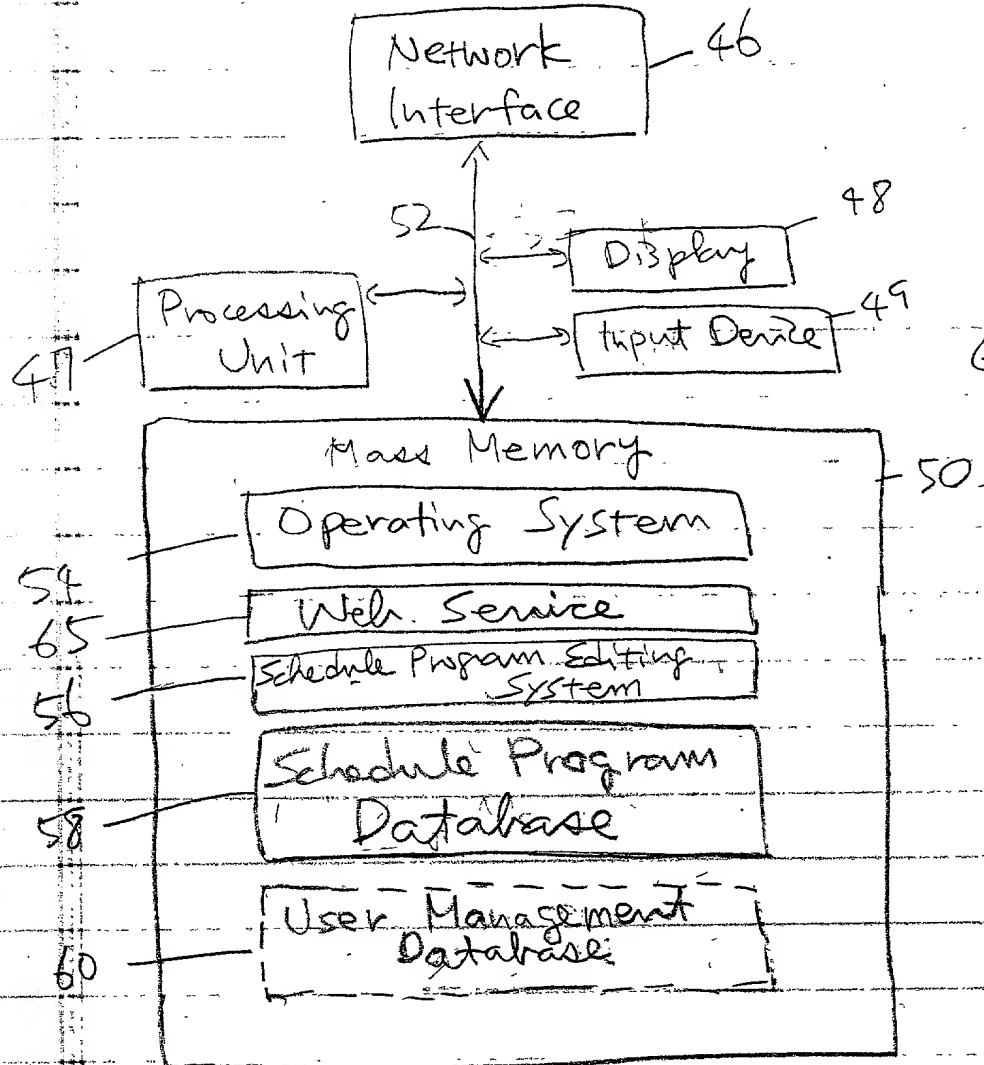 Network
Interface
46
52
48
Display
Processing
Unit
47
49
Input Device
Mass Memory
50
Operating System
54
Web Service
65
Schedule Program Editing
System
56
Schedule Program
Database
58
User Management
Database
60